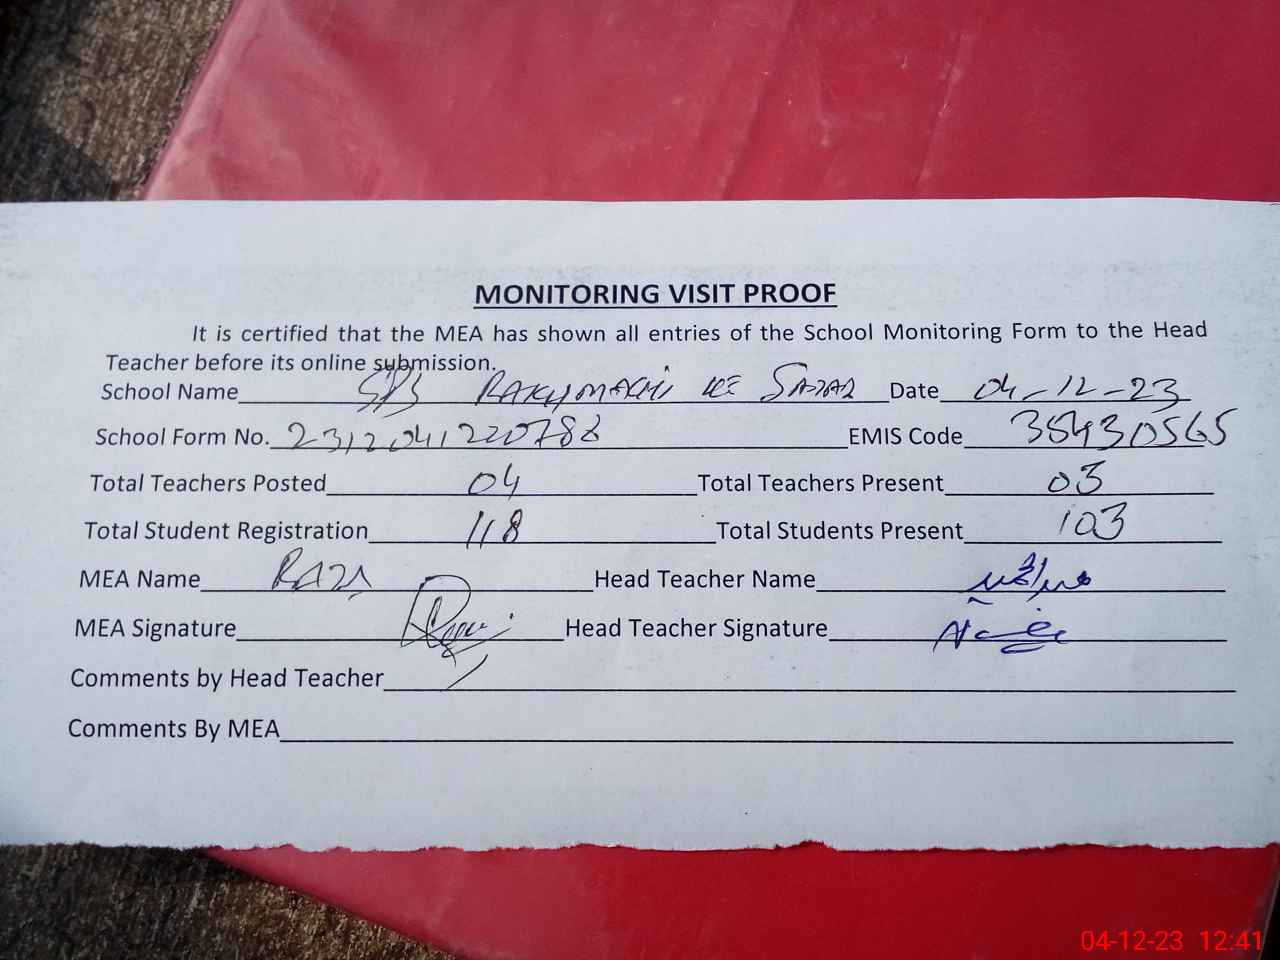 MONITORING VISIT PROOF
It is certified that the MEA has shown all entries of the School Monitoring Form to the Head
Teacher before its online submission.
School Name SPS KE Date 04-12-23
School Form No. 231204122078 EMIS Code 35430565
Total Teachers Posted 04 Total Teachers Present 03
Total Student Registration 118 Total Students Present 103
MEA Name RAZA Head Teacher Name
MEA Signature Head Teacher Signature
Comments by Head Teacher
Comments By MEA
04-12-23 12:41